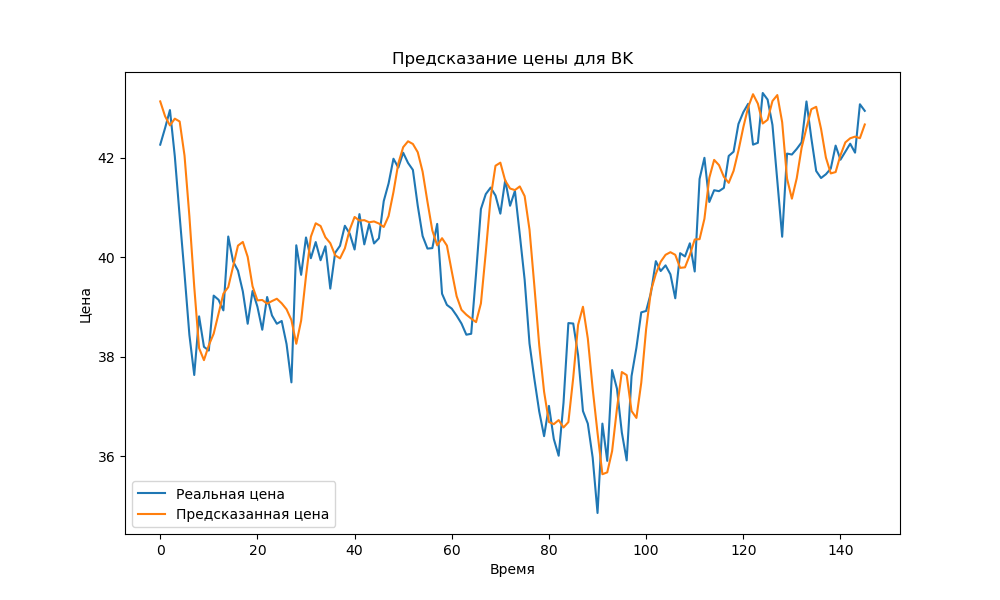 Предсказание цены для BK
Цена
42
40
38
36
Реальная цена
Предсказанная цена
0 20 40 60 80 100 120 140
Время